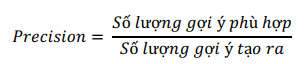 Precision = Số lượng gợi ý phù hợp
Số lượng gợi ý tạo ra